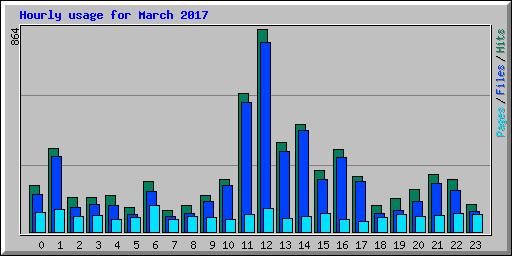 Hourly usage for March 2017
864
Pages/Files/Hits
0 1 2 3 4 5 6 7 8 9 10 11 12 13 14 15 16 17 18 19 20 21 22 23